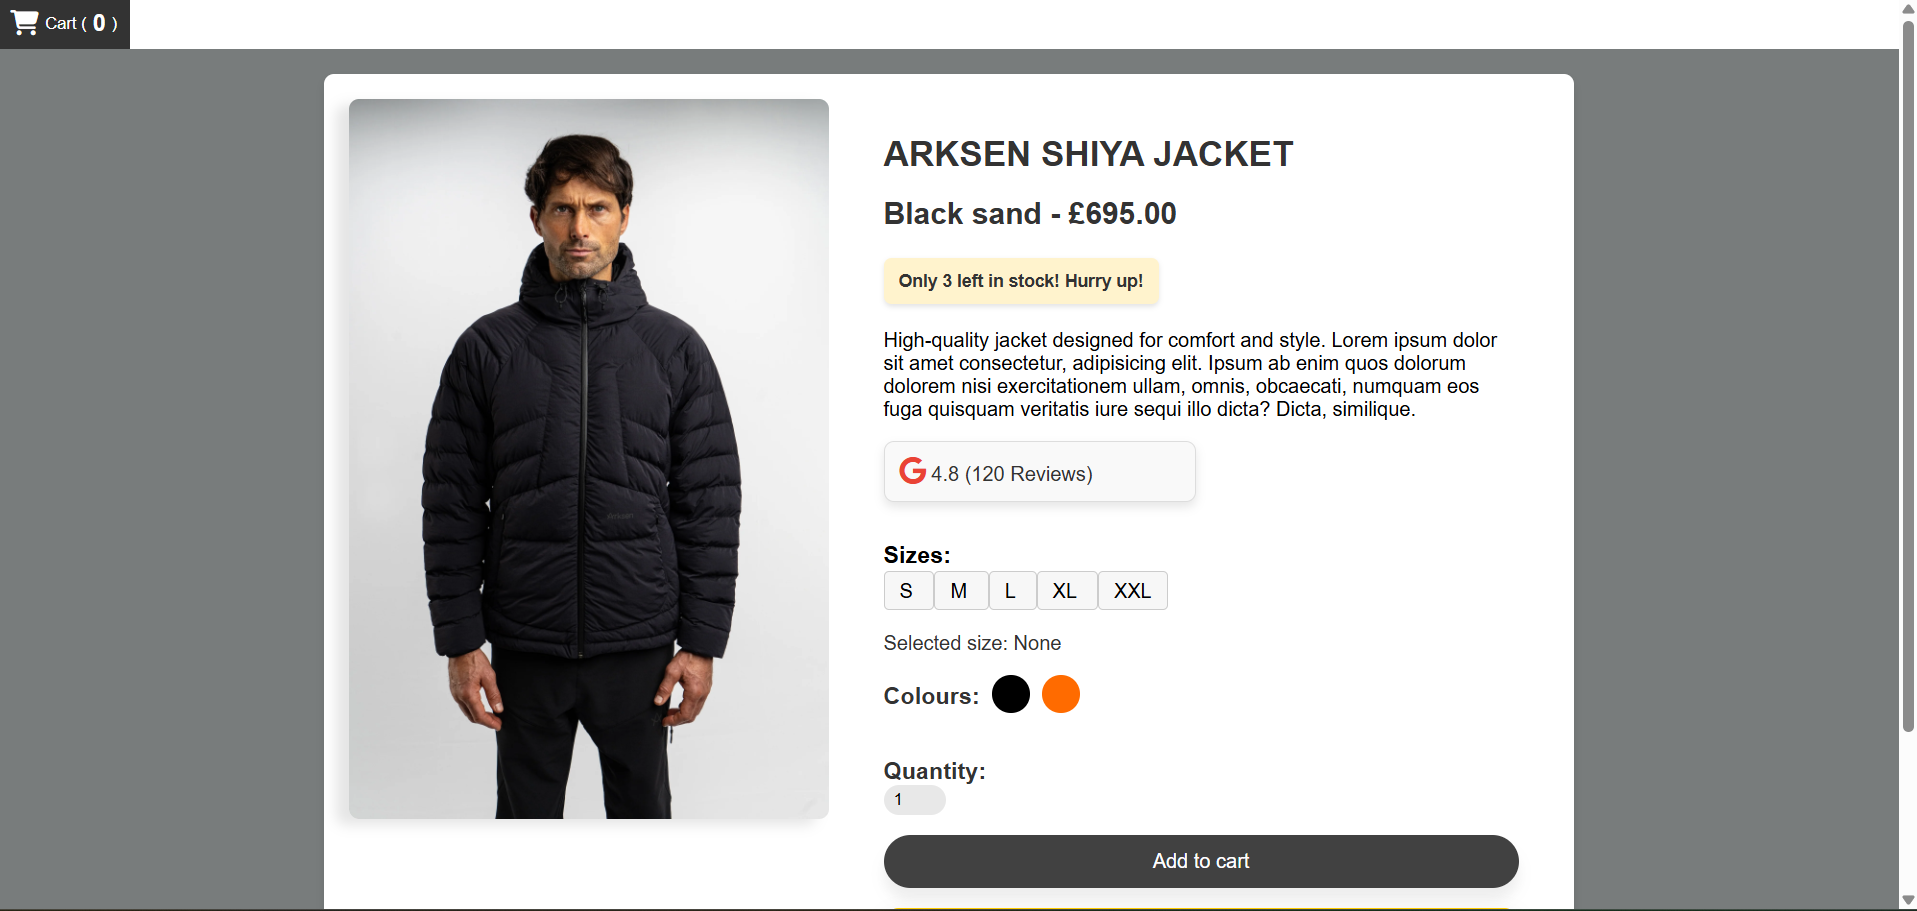 Cart ( 0 )
ARKSEN SHIYA JACKET
Black sand - £695.00
Only 3 left in stock! Hurry up!
High-quality jacket designed for comfort and style. Lorem ipsum dolor
sit amet consectetur, adipisicing elit. Ipsum ab enim quos dolorum
dolorem nisi exercitationem ullam, omnis, obcaecati, numquam eos
fuga quisquam veritatis iure sequi illo dicta? Dicta, similique.
G 4.8 (120 Reviews)
Sizes:
S M L XL XXL
Selected size: None
Colours:
Quantity:
1
Add to cart